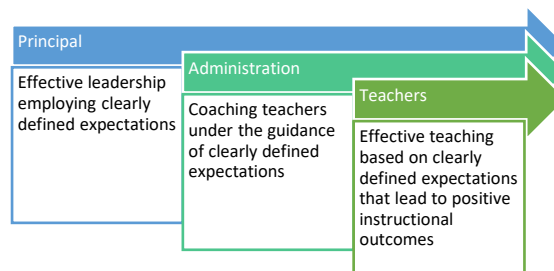 Principal
Effective leadership
employing clearly
defined expectations
Administration
Coaching teachers
under the guidance
of clearly defined
expectations
Teachers
Effective teaching
based on clearly
defined expectations
that lead to positive
instructional
outcomes